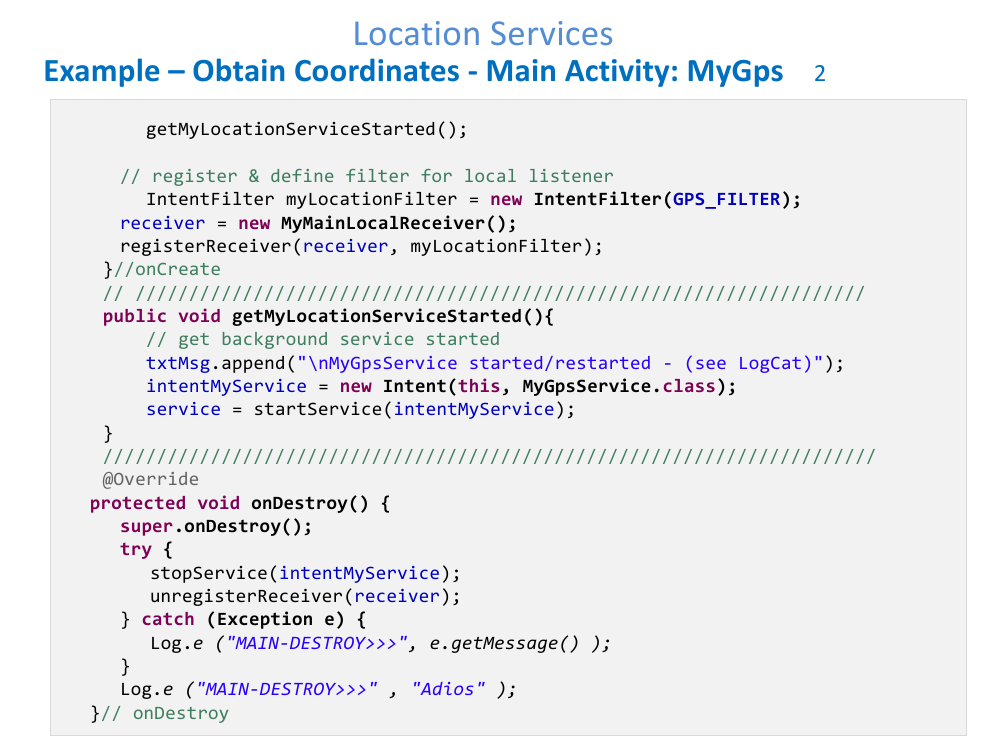 Location Services
Example – Obtain Coordinates - Main Activity: MyGps 2
getMyLocationServiceStarted();
// register & define filter for local listener
IntentFilter myLocationFilter = new IntentFilter(GPS_FILTER);
receiver = new MyMainLocalReceiver();
registerReceiver(receiver, myLocationFilter);
}//onCreate
// ////////////////////////////////////////////////////////////////////
public void getMyLocationServiceStarted(){
// get background service started
txtMsg.append("\nMyGpsService started/restarted - (see LogCat)");
intentMyService = new Intent(this, MyGpsService.class);
service = startService(intentMyService);
}
////////////////////////////////////////////////////////////////////////
@Override
protected void onDestroy() {
super.onDestroy();
try {
stopService(intentMyService);
unregisterReceiver(receiver);
} catch (Exception e) {
Log.e ("MAIN-DESTROY>>>", e.getMessage() );
}
Log.e ("MAIN-DESTROY>>>" , "Adios" );
}// onDestroy